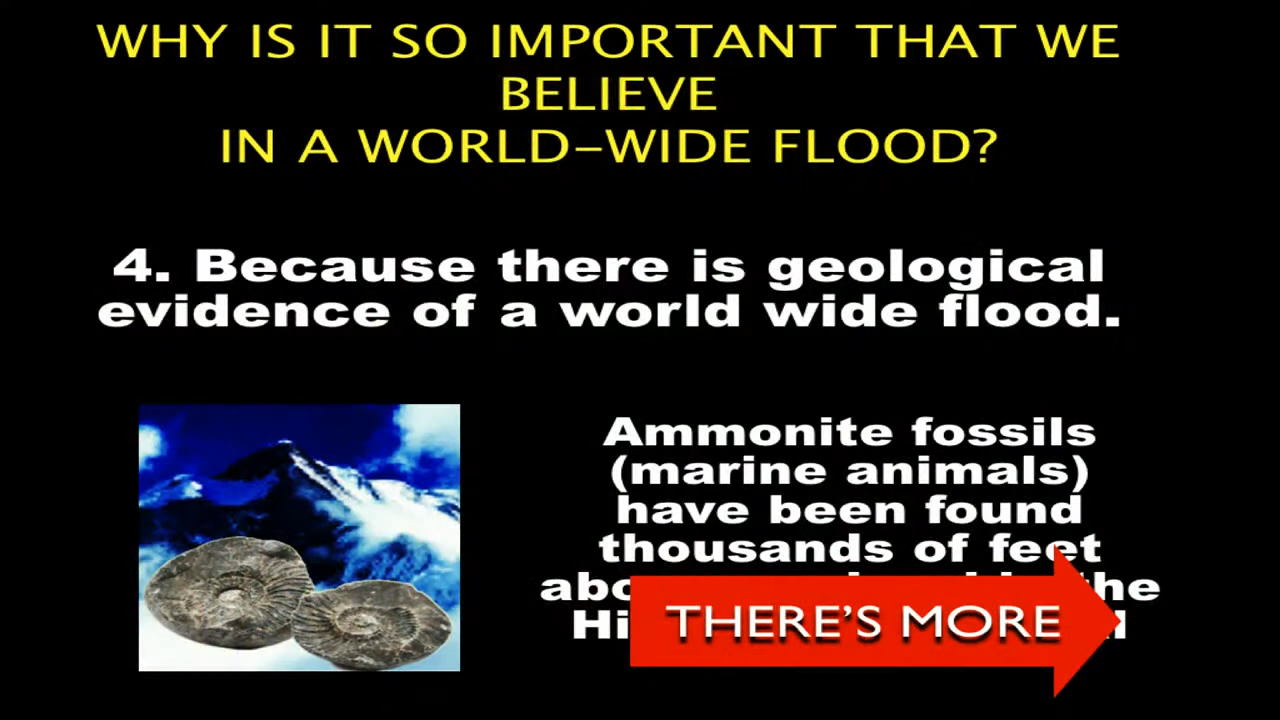 WHY IS IT SO IMPORTANT THAT WE
BELIEVE
IN A WORLD-WIDE FLOOD?
4. Because there is geological
evidence of a world wide flood.
Ammonite fossils
(marine animals)
have been found
thousands of feet
the
THERE'S MORE